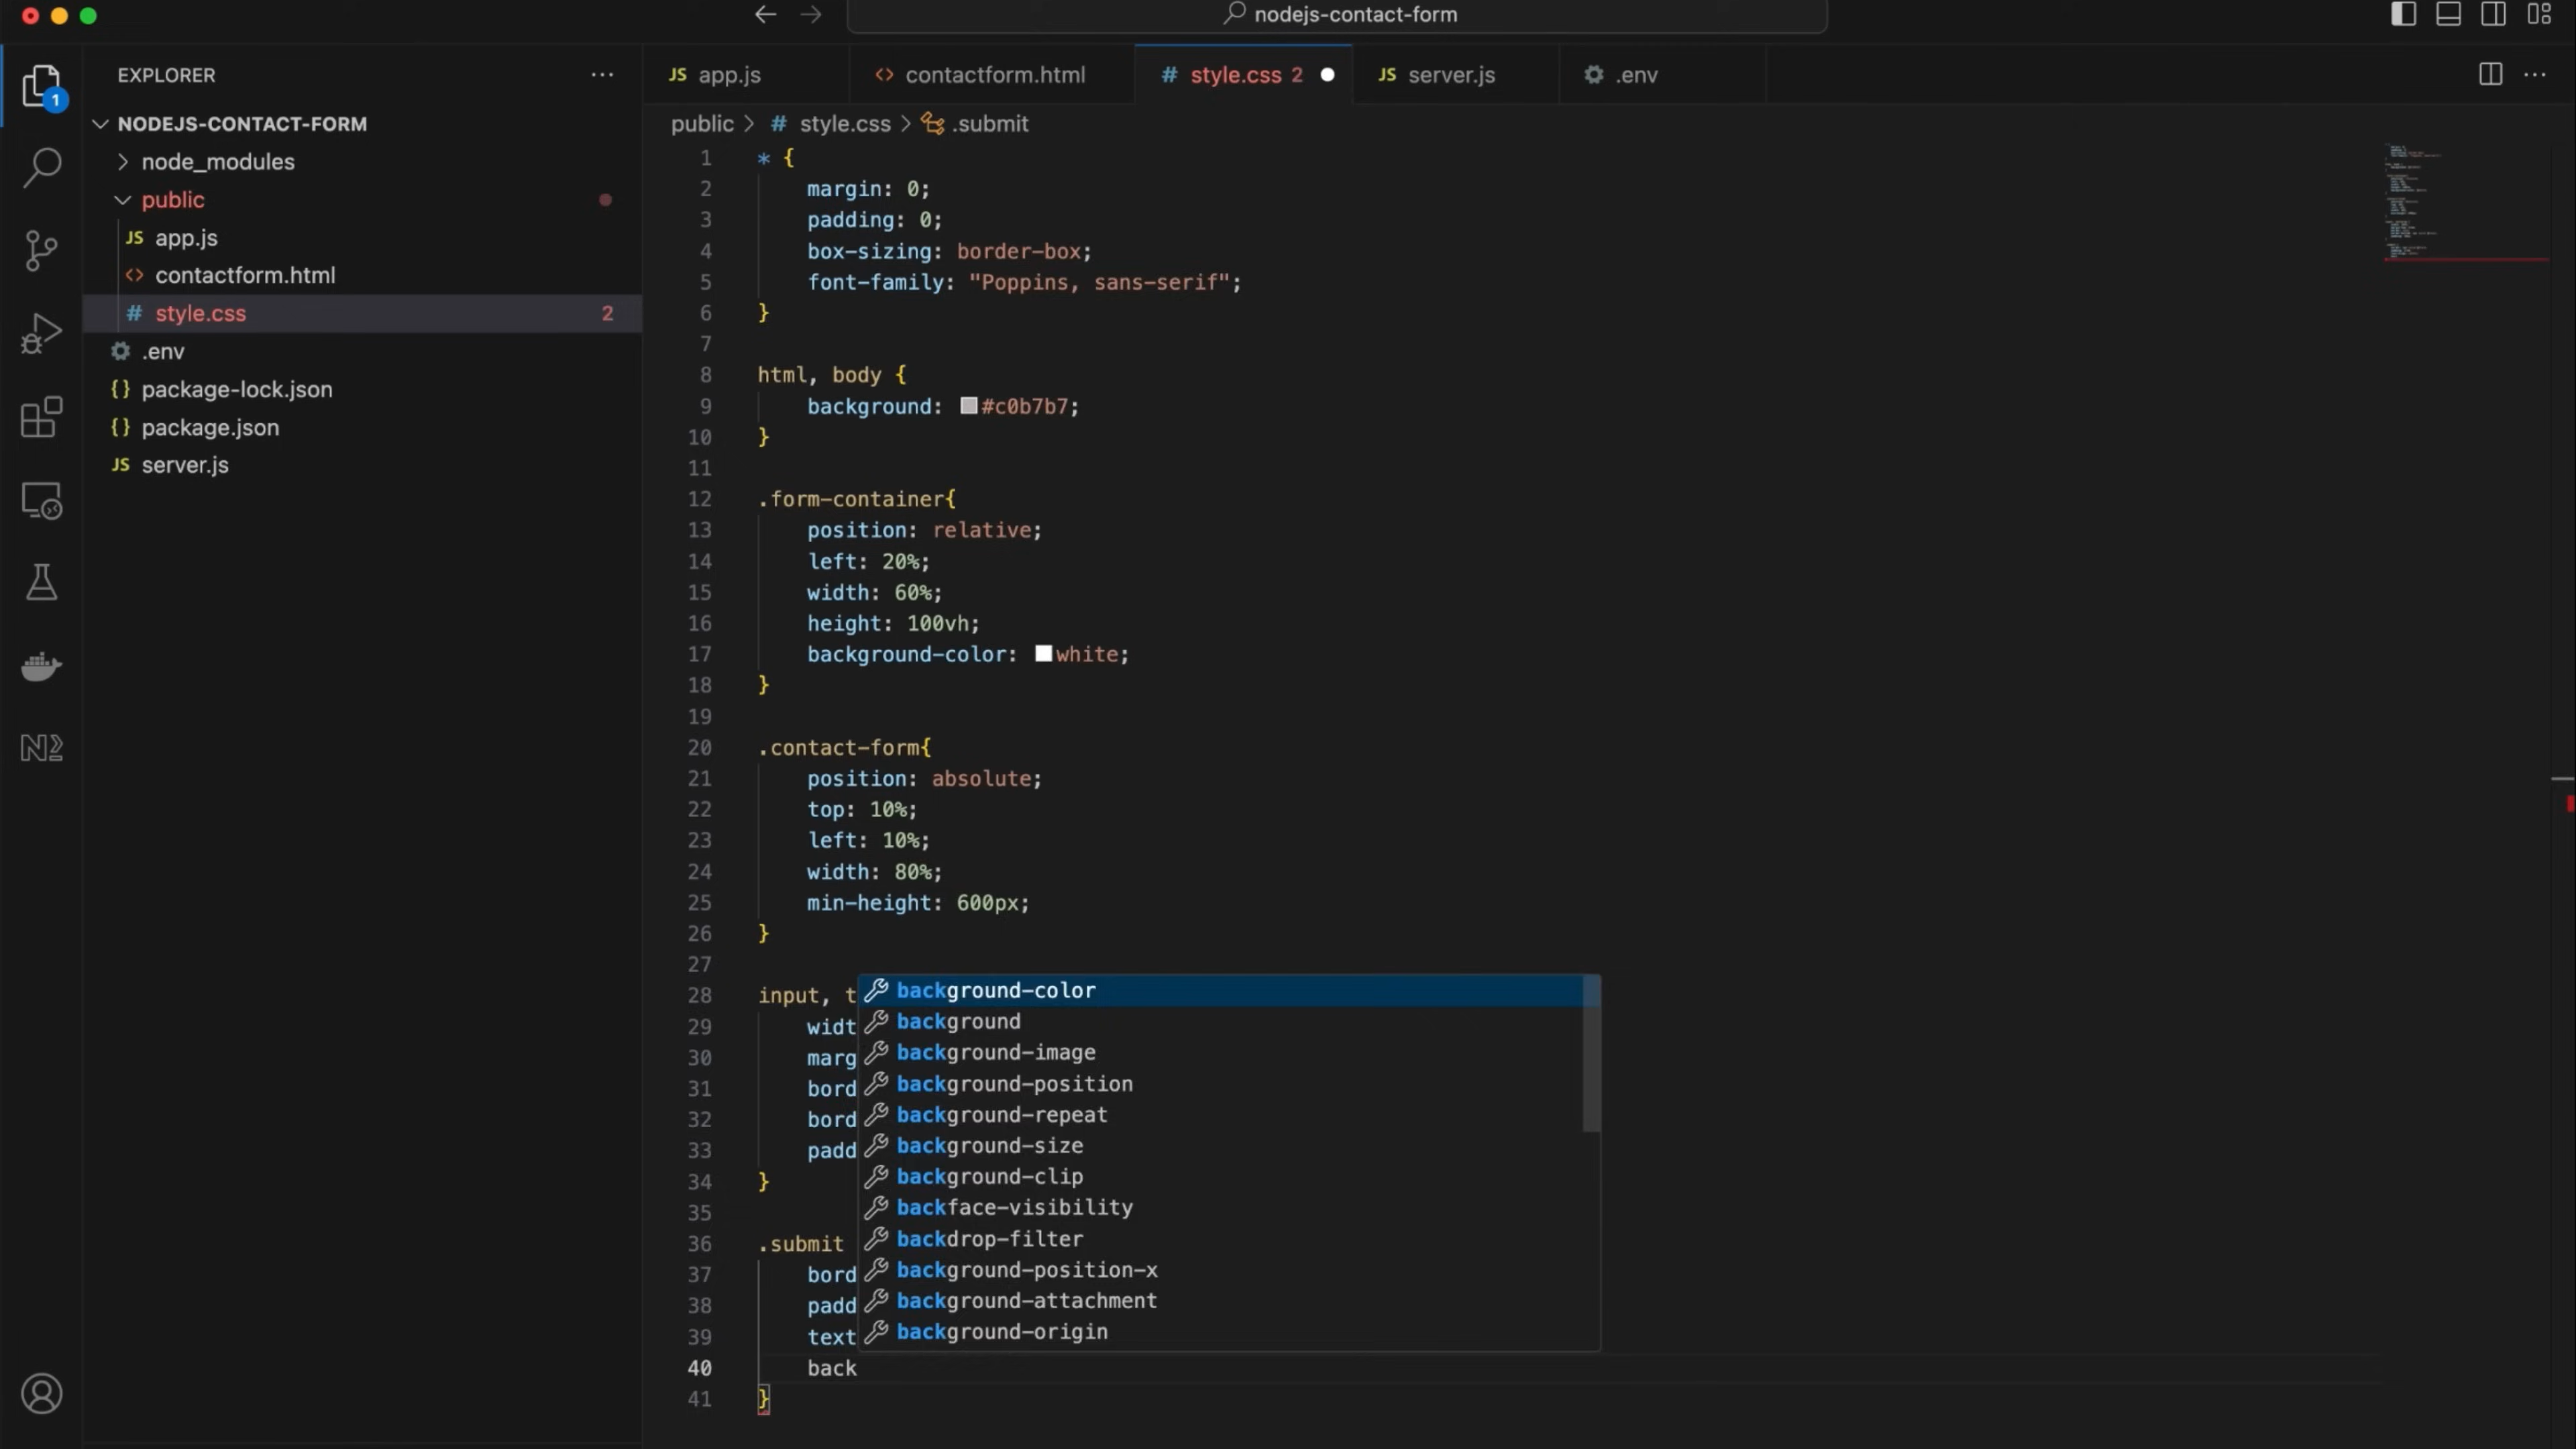 nodejs-contact-form
EXPLORER
1
NODEJS-CONTACT-FORM
node_modules
public
JS app.js
<> contactform.html
# style.css 2
.env
{} package-lock.json
{} package.json
JS server.js
JS app.js <> contactform.html # style.css 2 JS server.js .env
public > # style.css > .submit
1 * {
2 margin: 0;
3 padding: 0;
4 box-sizing: border-box;
5 font-family: "Poppins, sans-serif";
6 }
7
8 html, body {
9 background: #c0b7b7;
10 }
11
12 .form-container{
13 position: relative;
14 left: 20%;
15 width: 60%;
16 height: 100vh;
17 background-color: white;
18 }
19
20 .contact-form{
21 position: absolute;
22 top: 10%;
23 left: 10%;
24 width: 80%;
25 min-height: 600px;
26 }
27
28 input, t
29 widt
30 marg
31 bord
32 bord
33 padd
34 }
35
36 .submit
37 bord
38 padd
39 text
40 back
41 }
background-color
background
background-image
background-position
background-repeat
background-size
background-clip
backface-visibility
backdrop-filter
background-position-x
background-attachment
background-origin